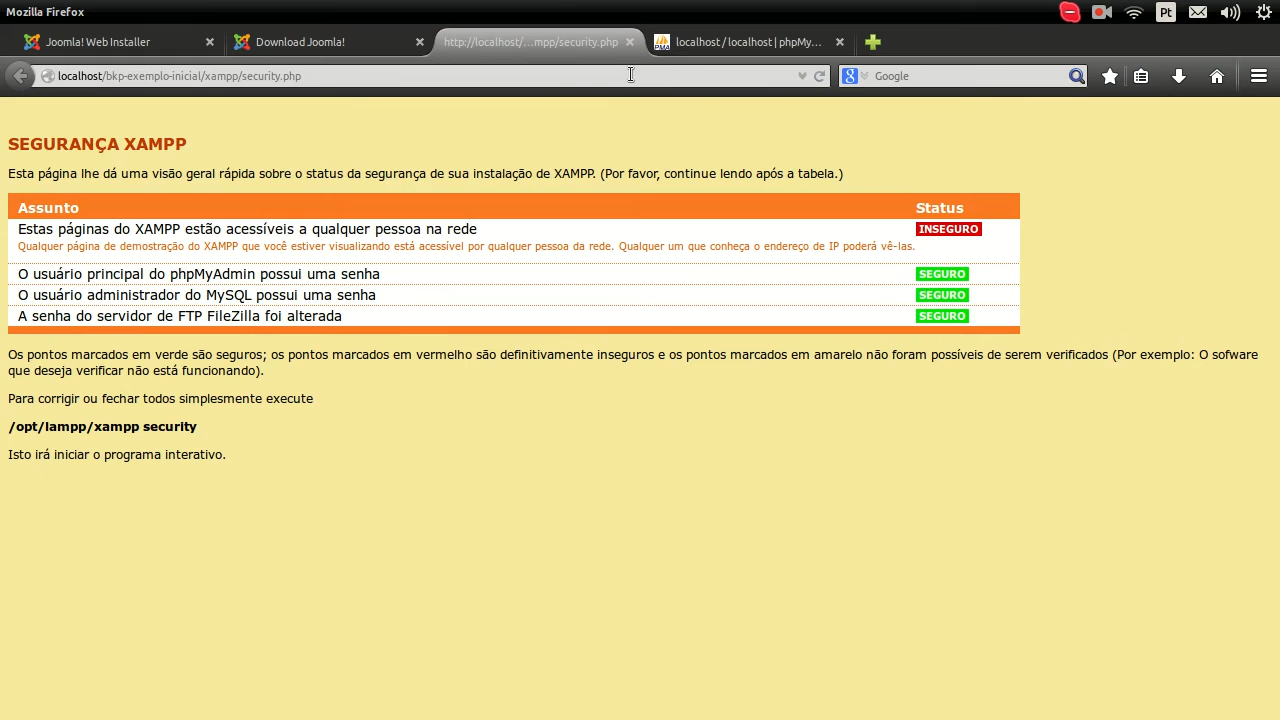 Mozilla Firefox
Pt
Joomla! Web Installer
Download Joomla!
http://localhost/...mpp/security.php
localhost / localhost | phpMy...
localhost/bkp-exemplo-inicial/xampp/security.php
Google
SEGURANÇA XAMPP
Esta página lhe dá uma visão geral rápida sobre o status da segurança de sua instalação de XAMPP. (Por favor, continue lendo após a tabela.)
Assunto Status
Estas páginas do XAMPP estão acessíveis a qualquer pessoa na rede INSEGURO
Qualquer página de demostração do XAMPP que você estiver visualizando está acessível por qualquer pessoa da rede. Qualquer um que conheça o endereço de IP poderá vê-las.
O usuário principal do phpMyAdmin possui uma senha SEGURO
O usuário administrador do MySQL possui uma senha SEGURO
A senha do servidor de FTP FileZilla foi alterada SEGURO
Os pontos marcados em verde são seguros; os pontos marcados em vermelho são definitivamente inseguros e os pontos marcados em amarelo não foram possíveis de serem verificados (Por exemplo: O sofware
que deseja verificar não está funcionando).
Para corrigir ou fechar todos simplesmente execute
/opt/lampp/xampp security
Isto irá iniciar o programa interativo.